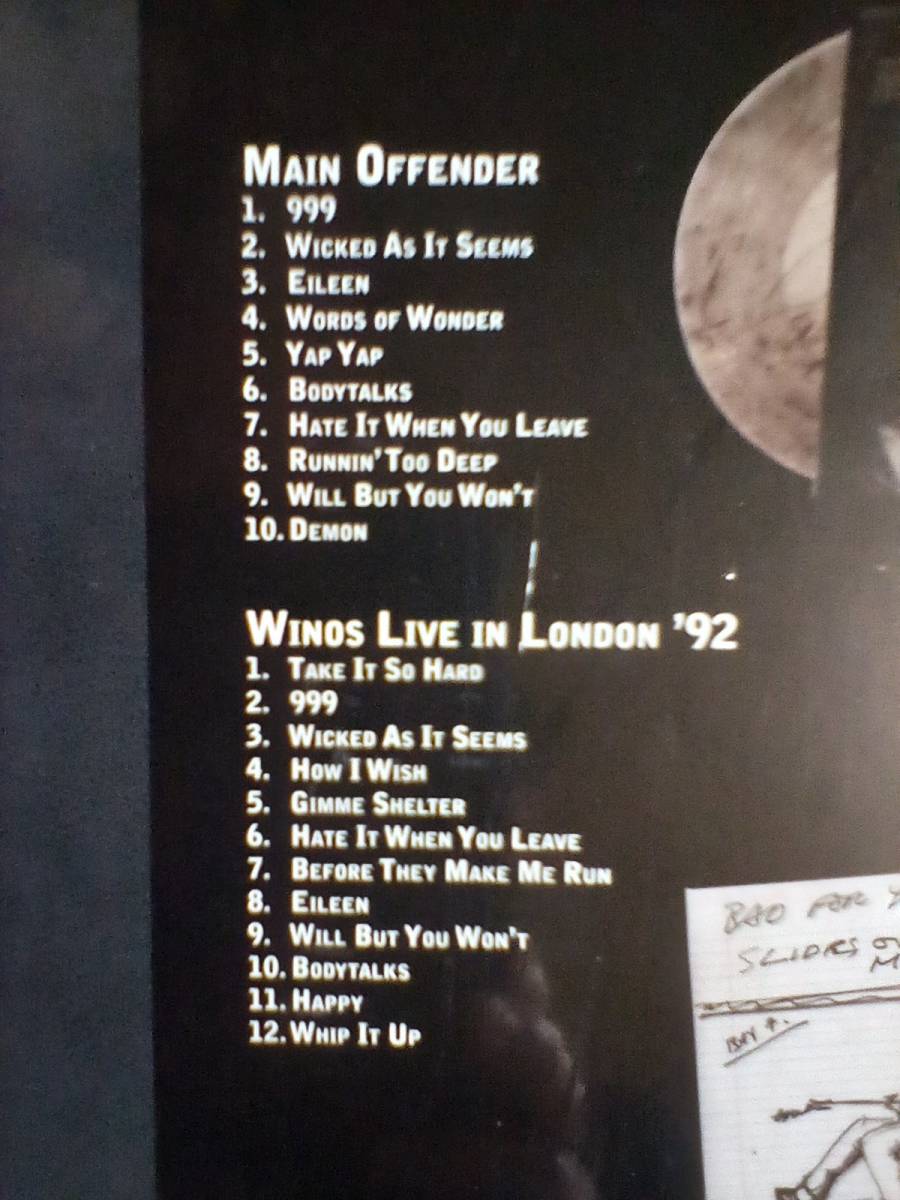 MAIN OFFENDER
1. 999
2. WICKED AS IT SEEMS
3. EILEEN
4. WORDS OF WONDER
5. YAP YAP
6. BODYTALKS
7. HATE IT WHEN YOU LEAVE
8. RUNNIN' TOO DEEP
9. WILL BUT YOU WON'T
10. DEMON
WINOS LIVE IN LONDON '92
1. TAKE IT SO HARD
2. 999
3. WICKED AS IT SEEMS
4. HOW I WISH
5. GIMME SHELTER
6. HATE IT WHEN YOU LEAVE
7. BEFORE THEY MAKE ME RUN
8. EILEEN
9. WILL BUT YOU WON'T
10. BODYTALKS
11. HAPPY
12. WHIP IT UP
BAD FOR